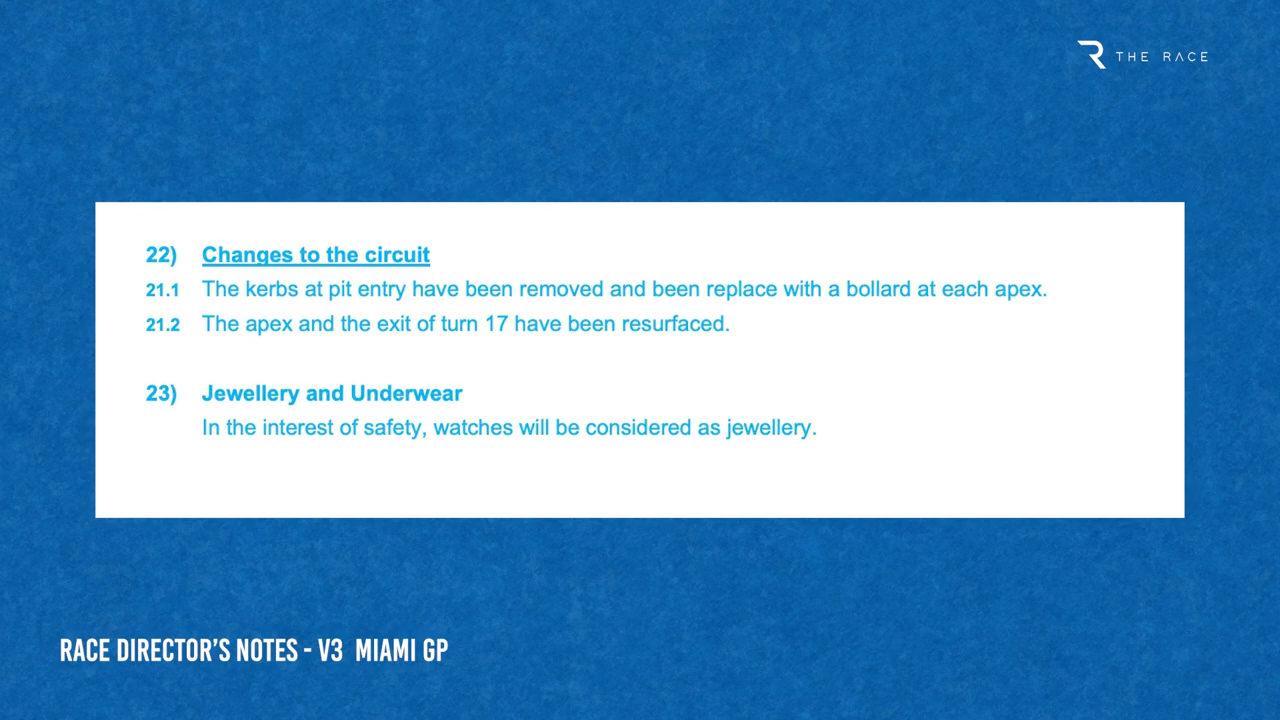 THE RACE
22) Changes to the circuit
21.1 The kerbs at pit entry have been removed and been replace with a bollard at each apex.
21.2 The apex and the exit of turn 17 have been resurfaced.
23) Jewellery and Underwear
In the interest of safety, watches will be considered as jewellery.
RACE DIRECTOR'S NOTES - V3 MIAMI GP